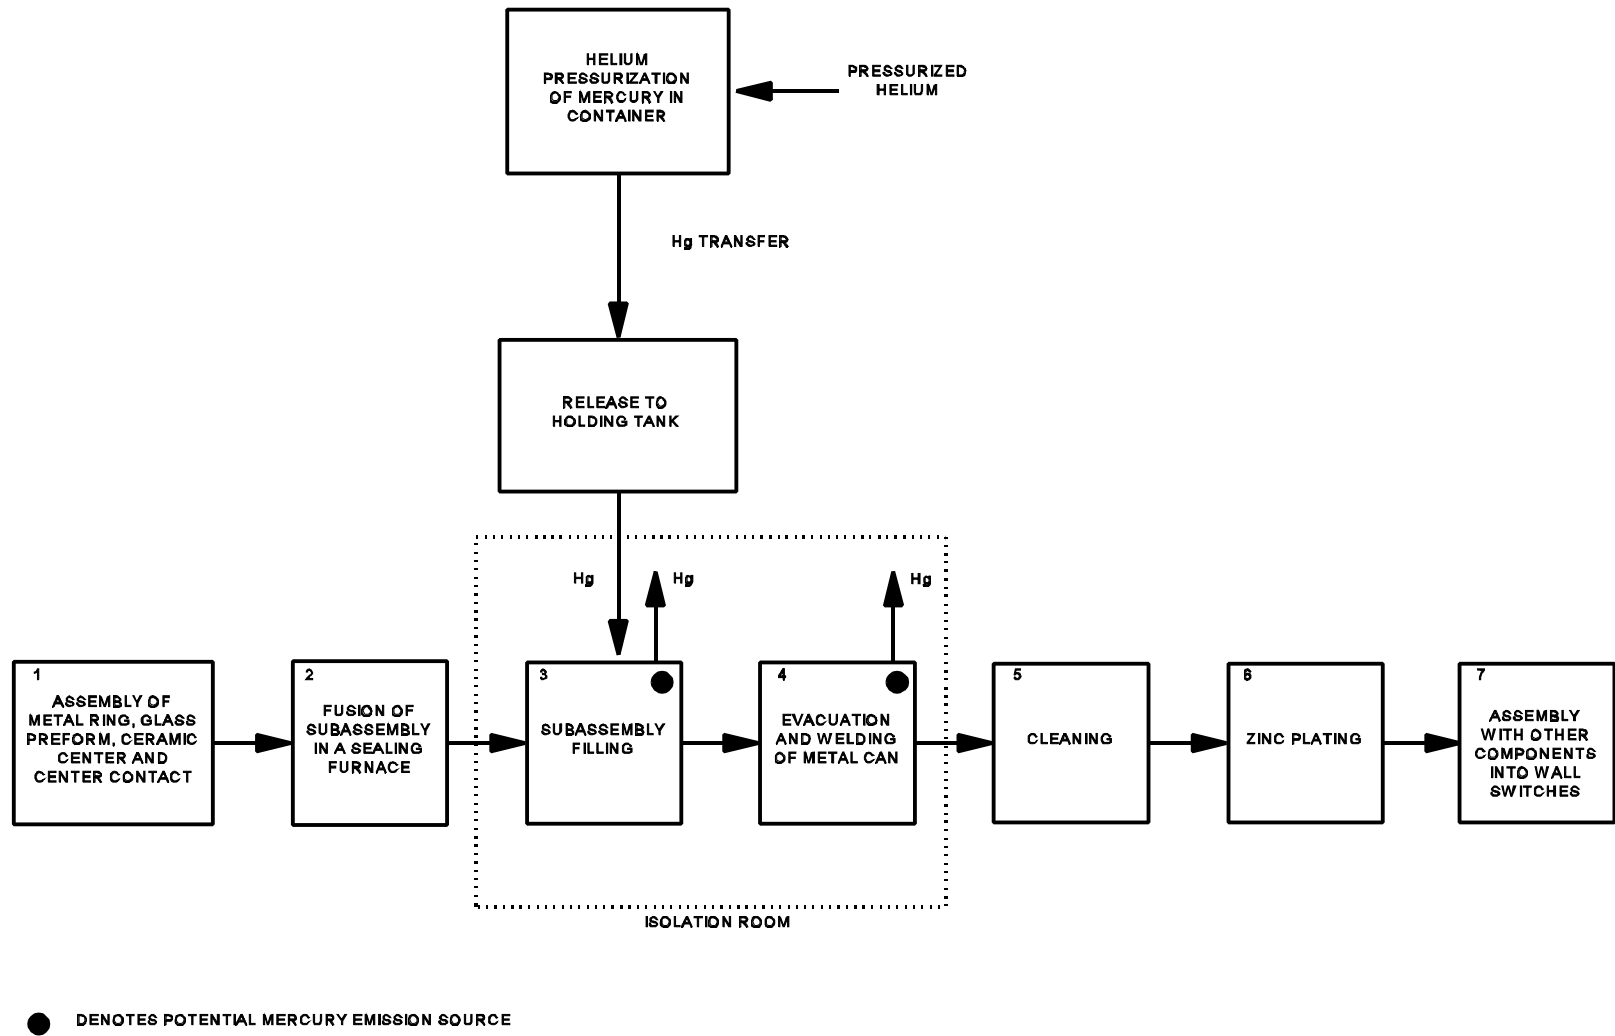 HELIUM
PRESSURIZATION
OF MERCURY IN
CONTAINER
PRESSURIZED
HELIUM
Hg TRANSFER
RELEASE TO
HOLDING TANK
Hg
Hg
Hg
1
ASSEMBLY OF
METAL RING, GLASS
PREFORM, CERAMIC
CENTER AND
CENTER CONTACT
2
FUSION OF
SUBASSEMBLY
IN A SEALING
FURNACE
3
SUBASSEMBLY
FILLING
4
EVACUATION
AND WELDING
OF METAL CAN
5
CLEANING
6
ZINC PLATING
7
ASSEMBLY
WITH OTHER
COMPONENTS
INTO WALL
SWITCHES
ISOLATION ROOM
DENOTES POTENTIAL MERCURY EMISSION SOURCE